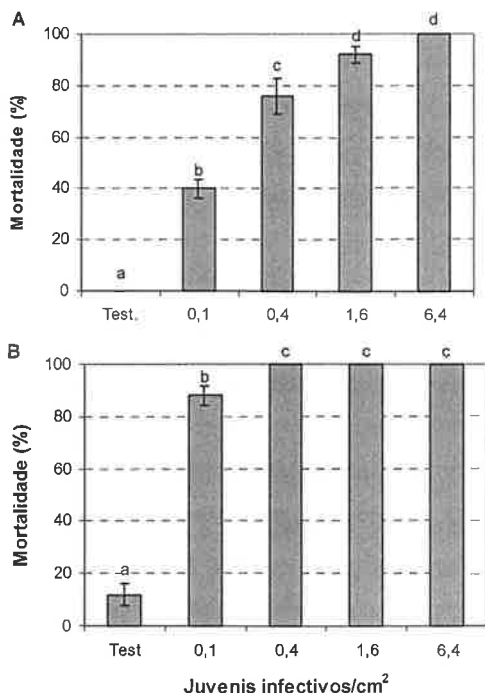 A
Mortalidade (%)
100
80
60
40
20
0
a
b
c
d
d
Test.
0,1
0,4
1,6
6,4
B
Mortalidade (%)
100
80
60
40
20
0
a
b
c
c
c
Test
0,1
0,4
1,6
6,4
Juvenis infectivos/cm²